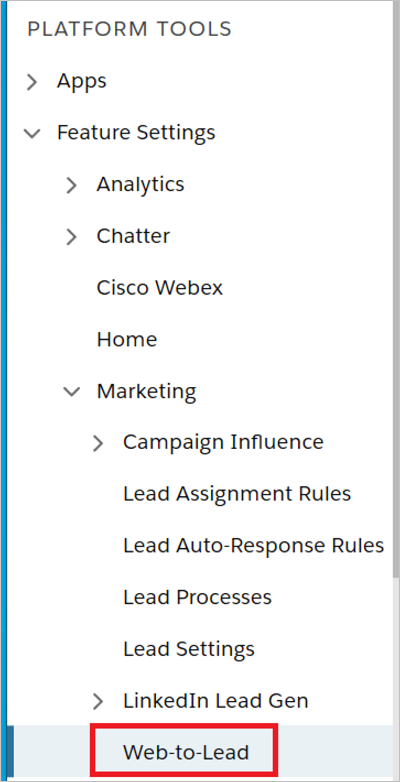 PLATFORM TOOLS
Apps
Feature Settings
Analytics
Chatter
Cisco Webex
Home
Marketing
Campaign Influence
Lead Assignment Rules
Lead Auto-Response Rules
Lead Processes
Lead Settings
LinkedIn Lead Gen
Web-to-Lead